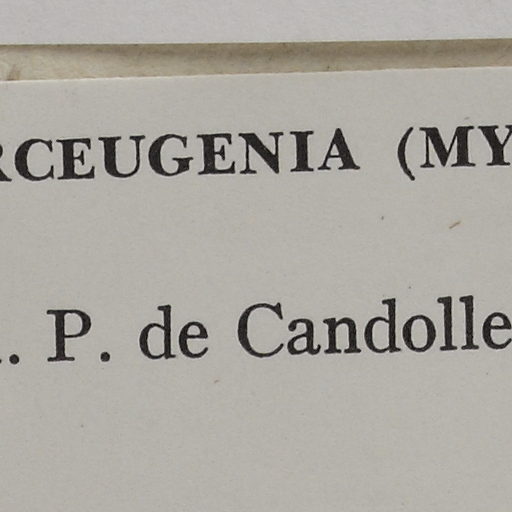 RCEUGENIA (MY
. P. de Candolle